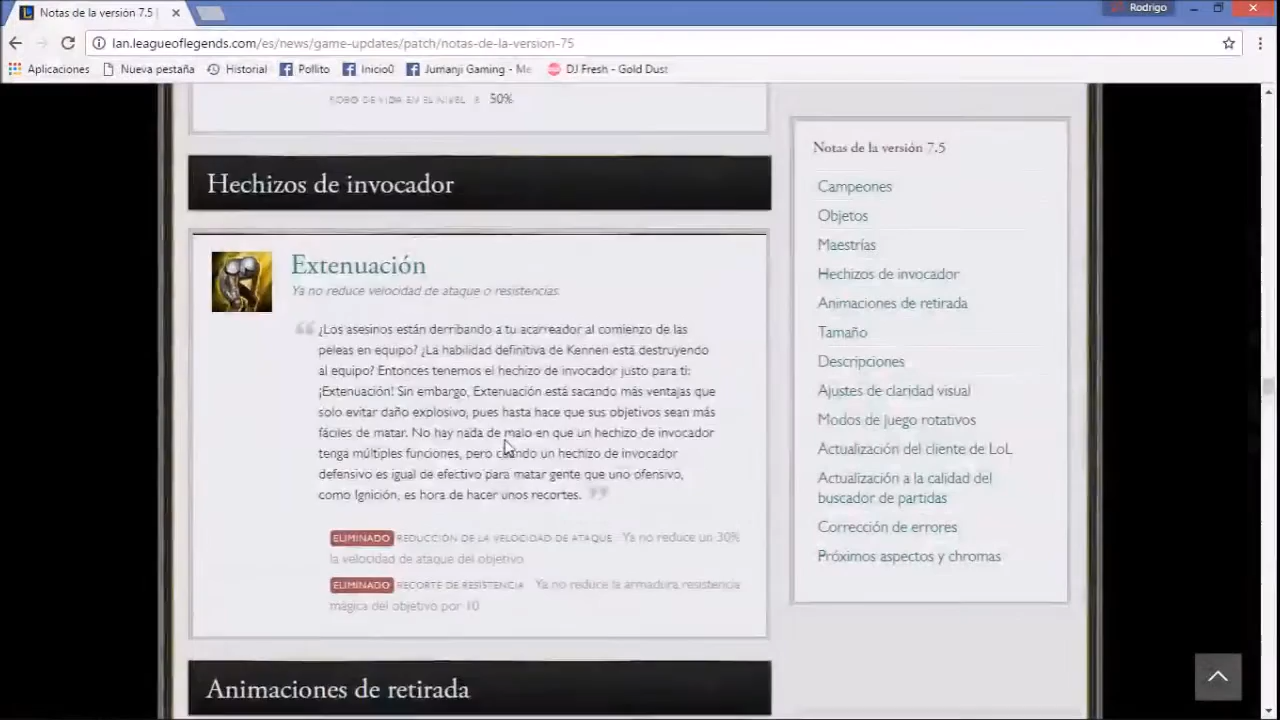 Notas de la versión 7.5 |
Rodrigo
lan.leagueoflegends.com/es/news/game-updates/patch/notas-de-la-version-75
Aplicaciones Nueva pestaña Historial Pollito Inicio0 Jumanji Gaming - Me DJ Fresh - Gold Dust
ROBO DE VIDA EN EL NIVEL 50%
Hechizos de invocador
Extenuación
Ya no reduce velocidad de ataque o resistencias.
¿Los asesinos están derribando a tu acarreador al comienzo de las
peleas en equipo? ¿La habilidad definitiva de Kennen está destruyendo
al equipo? Entonces tenemos el hechizo de invocador justo para ti:
¡Extenuación! Sin embargo, Extenuación está sacando más ventajas que
solo evitar daño explosivo, pues hasta hace que sus objetivos sean más
fáciles de matar. No hay nada de malo en que un hechizo de invocador
tenga múltiples funciones, pero cuando un hechizo de invocador
defensivo es igual de efectivo para matar gente que uno ofensivo,
como Ignición, es hora de hacer unos recortes.
ELIMINADO REDUCCIÓN DE LA VELOCIDAD DE ATAQUE Ya no reduce un 30%
la velocidad de ataque del objetivo
ELIMINADO RECORTE DE RESISTENCIA Ya no reduce la armadura resistencia
mágica del objetivo por 10
Animaciones de retirada
Notas de la versión 7.5
Campeones
Objetos
Maestrías
Hechizos de invocador
Animaciones de retirada
Tamaño
Descripciones
Ajustes de claridad visual
Modos de juego rotativos
Actualización del cliente de LoL
Actualización a la calidad del
buscador de partidas
Corrección de errores
Próximos aspectos y chromas